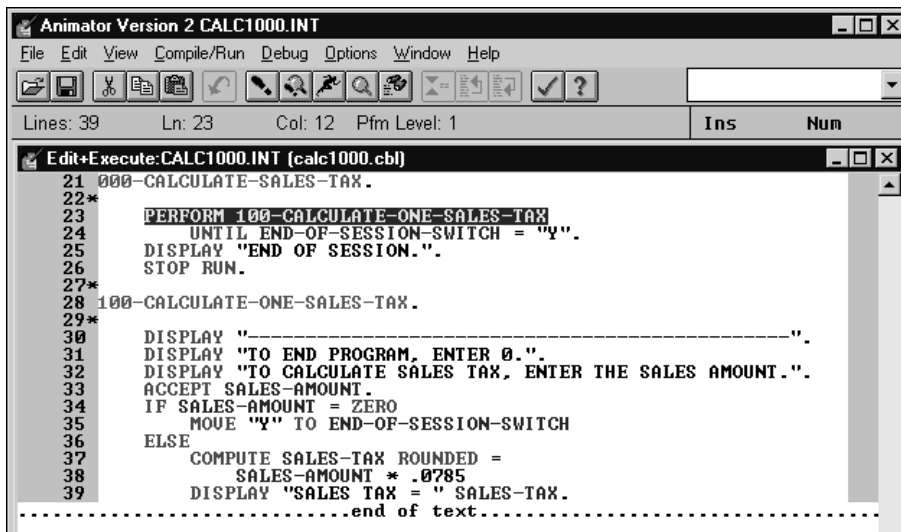 Animator Version 2 CALC1000.INT
File Edit View Compile/Run Debug Options Window Help
Lines: 39 Ln: 23 Col: 12 Pfm Level: 1 Ins Num
Edit+Execute:CALC1000.INT (calc1000.cbl)
21 000-CALCULATE-SALES-TAX.
22*
23 PERFORM 100-CALCULATE-ONE-SALES-TAX
24 UNTIL END-OF-SESSION-SWITCH = "Y".
25 DISPLAY "END OF SESSION.".
26 STOP RUN.
27*
28 100-CALCULATE-ONE-SALES-TAX.
29*
30 DISPLAY "-----------------------------------------------".
31 DISPLAY "TO END PROGRAM, ENTER 0.".
32 DISPLAY "TO CALCULATE SALES TAX, ENTER THE SALES AMOUNT.".
33 ACCEPT SALES-AMOUNT.
34 IF SALES-AMOUNT = ZERO
35 MOVE "Y" TO END-OF-SESSION-SWITCH
36 ELSE
37 COMPUTE SALES-TAX ROUNDED =
38 SALES-AMOUNT * .0785
39 DISPLAY "SALES TAX = " SALES-TAX.
.............................end of text...................................